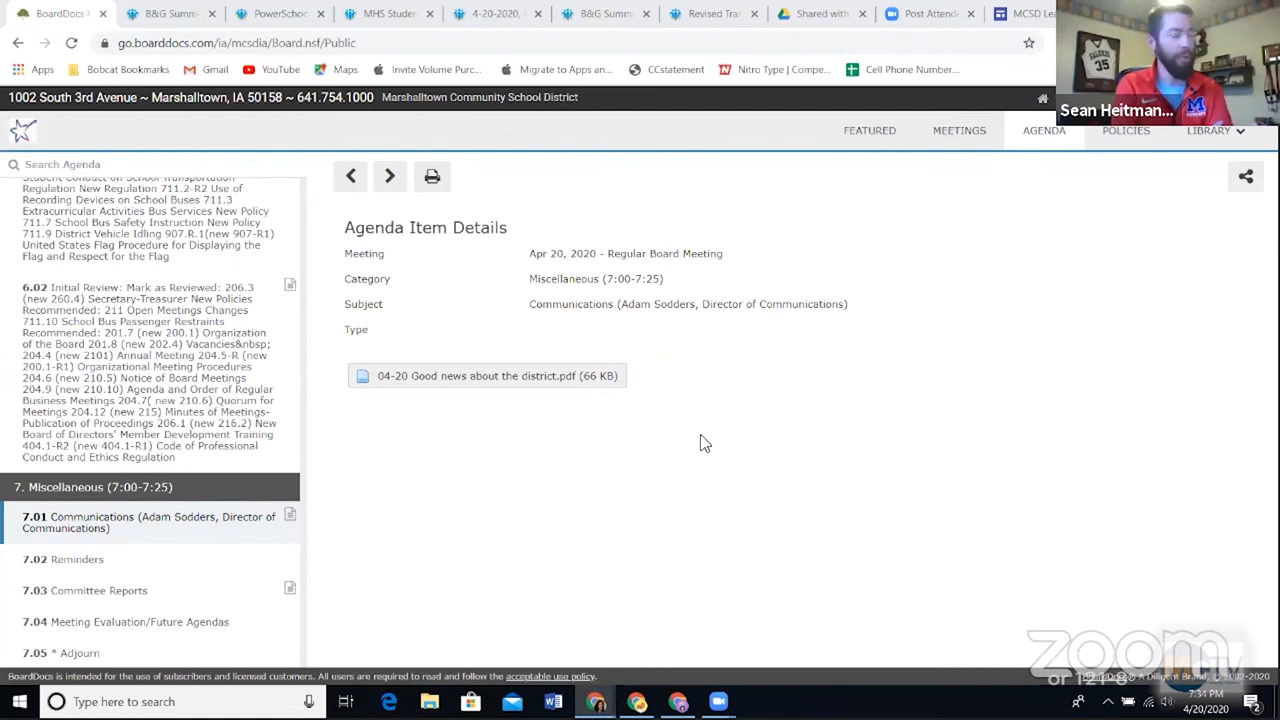 BoardDocs
B&G Summ
PowerSchoo
MHS Studen
4-20-2020,
B&G Summ
Revised Tra
Shared with
Post Attend
MCSD Lea
go.boarddocs.com/ia/mcsdia/Board.nsf/Public
Apps
Bobcat Bookmarks
Gmail
YouTube
Maps
Invite Volume Purc...
Migrate to Apps an...
CCstatement
Nitro Type | Compe...
Cell Phone Number...
SALUKIS
35
M
Sean Heitman...
1002 South 3rd Avenue ~ Marshalltown, IA 50158 ~ 641.754.1000 Marshalltown Community School District
FEATURED
MEETINGS
AGENDA
POLICIES
LIBRARY
Search Agenda
Student Conduct on School Transportation
Regulation New Regulation 711.2-R2 Use of
Recording Devices on School Buses 711.3
Extracurricular Activities Bus Services New Policy
711.7 School Bus Safety Instruction New Policy
711.9 District Vehicle Idling 907.R.1(new 907-R1)
United States Flag Procedure for Displaying the
Flag and Respect for the Flag
6.02 Initial Review: Mark as Reviewed: 206.3
(new 260.4) Secretary-Treasurer New Policies
Recommended: 211 Open Meetings Changes
711.10 School Bus Passenger Restraints
Recommended: 201.7 (new 200.1) Organization
of the Board 201.8 (new 202.4) Vacancies&nbsp;
204.4 (new 2101) Annual Meeting 204.5-R (new
200.1-R1) Organizational Meeting Procedures
204.6 (new 210.5) Notice of Board Meetings
204.9 (new 210.10) Agenda and Order of Regular
Business Meetings 204.7( new 210.6) Quorum for
Meetings 204.12 (new 215) Minutes of Meetings-
Publication of Proceedings 206.1 (new 216.2) New
Board of Directors' Member Development Training
404.1-R2 (new 404.1-R1) Code of Professional
Conduct and Ethics Regulation
7. Miscellaneous (7:00-7:25)
7.01 Communications (Adam Sodders, Director of
Communications)
7.02 Reminders
7.03 Committee Reports
7.04 Meeting Evaluation/Future Agendas
7.05 * Adjourn
Agenda Item Details
Meeting Apr 20, 2020 - Regular Board Meeting
Category Miscellaneous (7:00-7:25)
Subject Communications (Adam Sodders, Director of Communications)
Type
04-20 Good news about the district.pdf (66 KB)
zoom
BoardDocs is intended for the use of subscribers and licensed customers. All users are required to read and follow the acceptable use policy.
BoardDocs, A Diligent Brand, © 2002-2020
Type here to search
7:34 PM
4/20/2020
2